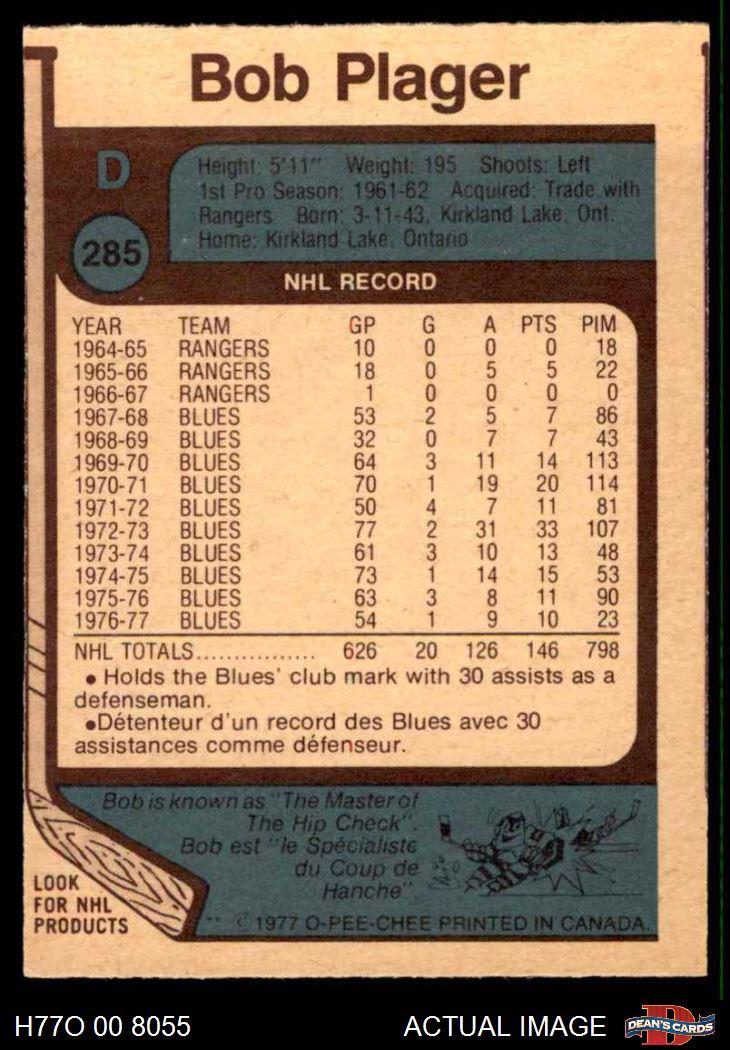 Bob Plager
D
Height: 5'11" Weight: 195 Shoots: Left
1st Pro Season: 1961-62 Acquired: Trade with
Rangers Born: 3-11-43, Kirkland Lake, Ont.
Home: Kirkland Lake, Ontario
285
NHL RECORD
YEAR TEAM GP G A PTS PIM
1964-65 RANGERS 10 0 0 0 18
1965-66 RANGERS 18 0 5 5 22
1966-67 RANGERS 1 0 0 0 0
1967-68 BLUES 53 2 5 7 86
1968-69 BLUES 32 0 7 7 43
1969-70 BLUES 64 3 11 14 113
1970-71 BLUES 70 1 19 20 114
1971-72 BLUES 50 4 7 11 81
1972-73 BLUES 77 2 31 33 107
1973-74 BLUES 61 3 10 13 48
1974-75 BLUES 73 1 14 15 53
1975-76 BLUES 63 3 8 11 90
1976-77 BLUES 54 1 9 10 23
NHL TOTALS................ 626 20 126 146 798
• Holds the Blues' club mark with 30 assists as a
defenseman.
•Détenteur d'un record des Blues avec 30
assistances comme défenseur.
Bob is known as "The Master of
The Hip Check".
Bob est "le Spécialiste
du Coup de
Hanche"
LOOK
FOR NHL
PRODUCTS
** © 1977 O-PEE-CHEE PRINTED IN CANADA.
H77O 00 8055 ACTUAL IMAGE
D
DEAN'S CARDS